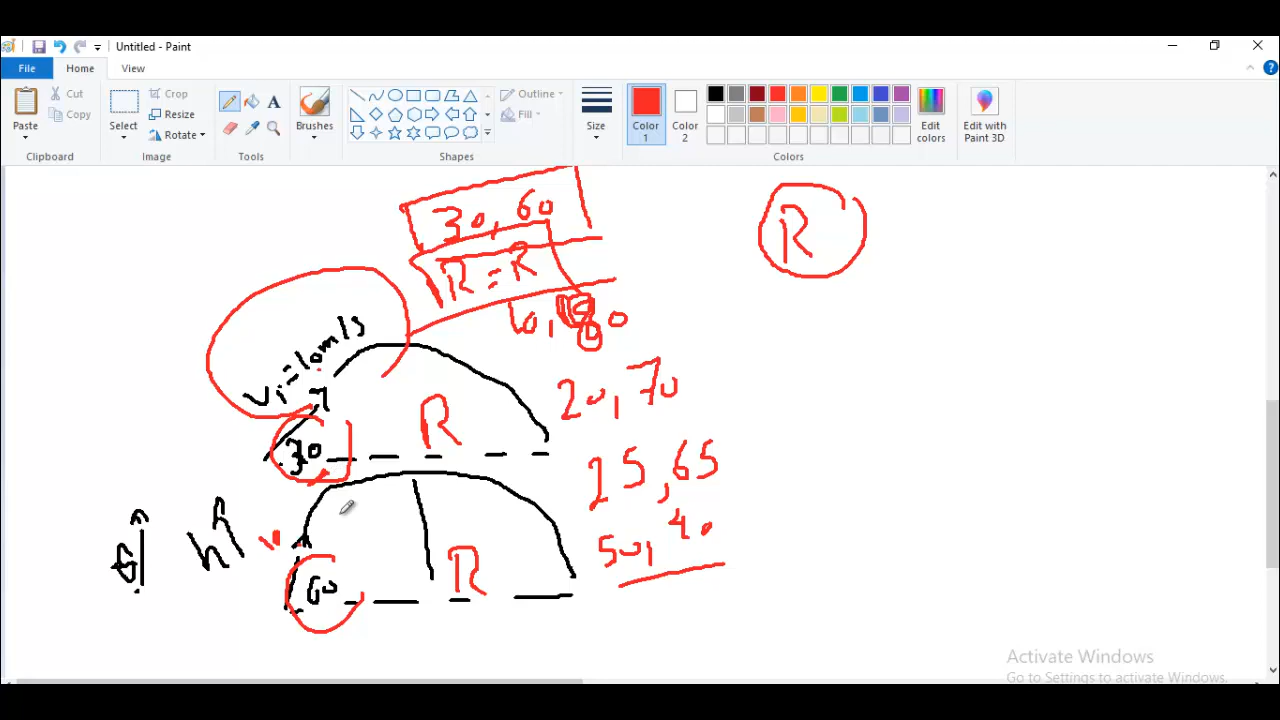 Untitled - Paint
File
Home
View
Paste
Cut
Copy
Clipboard
Select
Crop
Resize
Rotate
Image
Tools
Brushes
Shapes
Outline
Fill
Size
Color 1
Color 2
Edit colors
Colors
Edit with Paint 3D
30, 60
R = R
R
Vi = 10m/s
20, 70
30
R
25, 65
50, 40
θ↑
h↑
60
R
Activate Windows
Go to Settings to activate Windows.